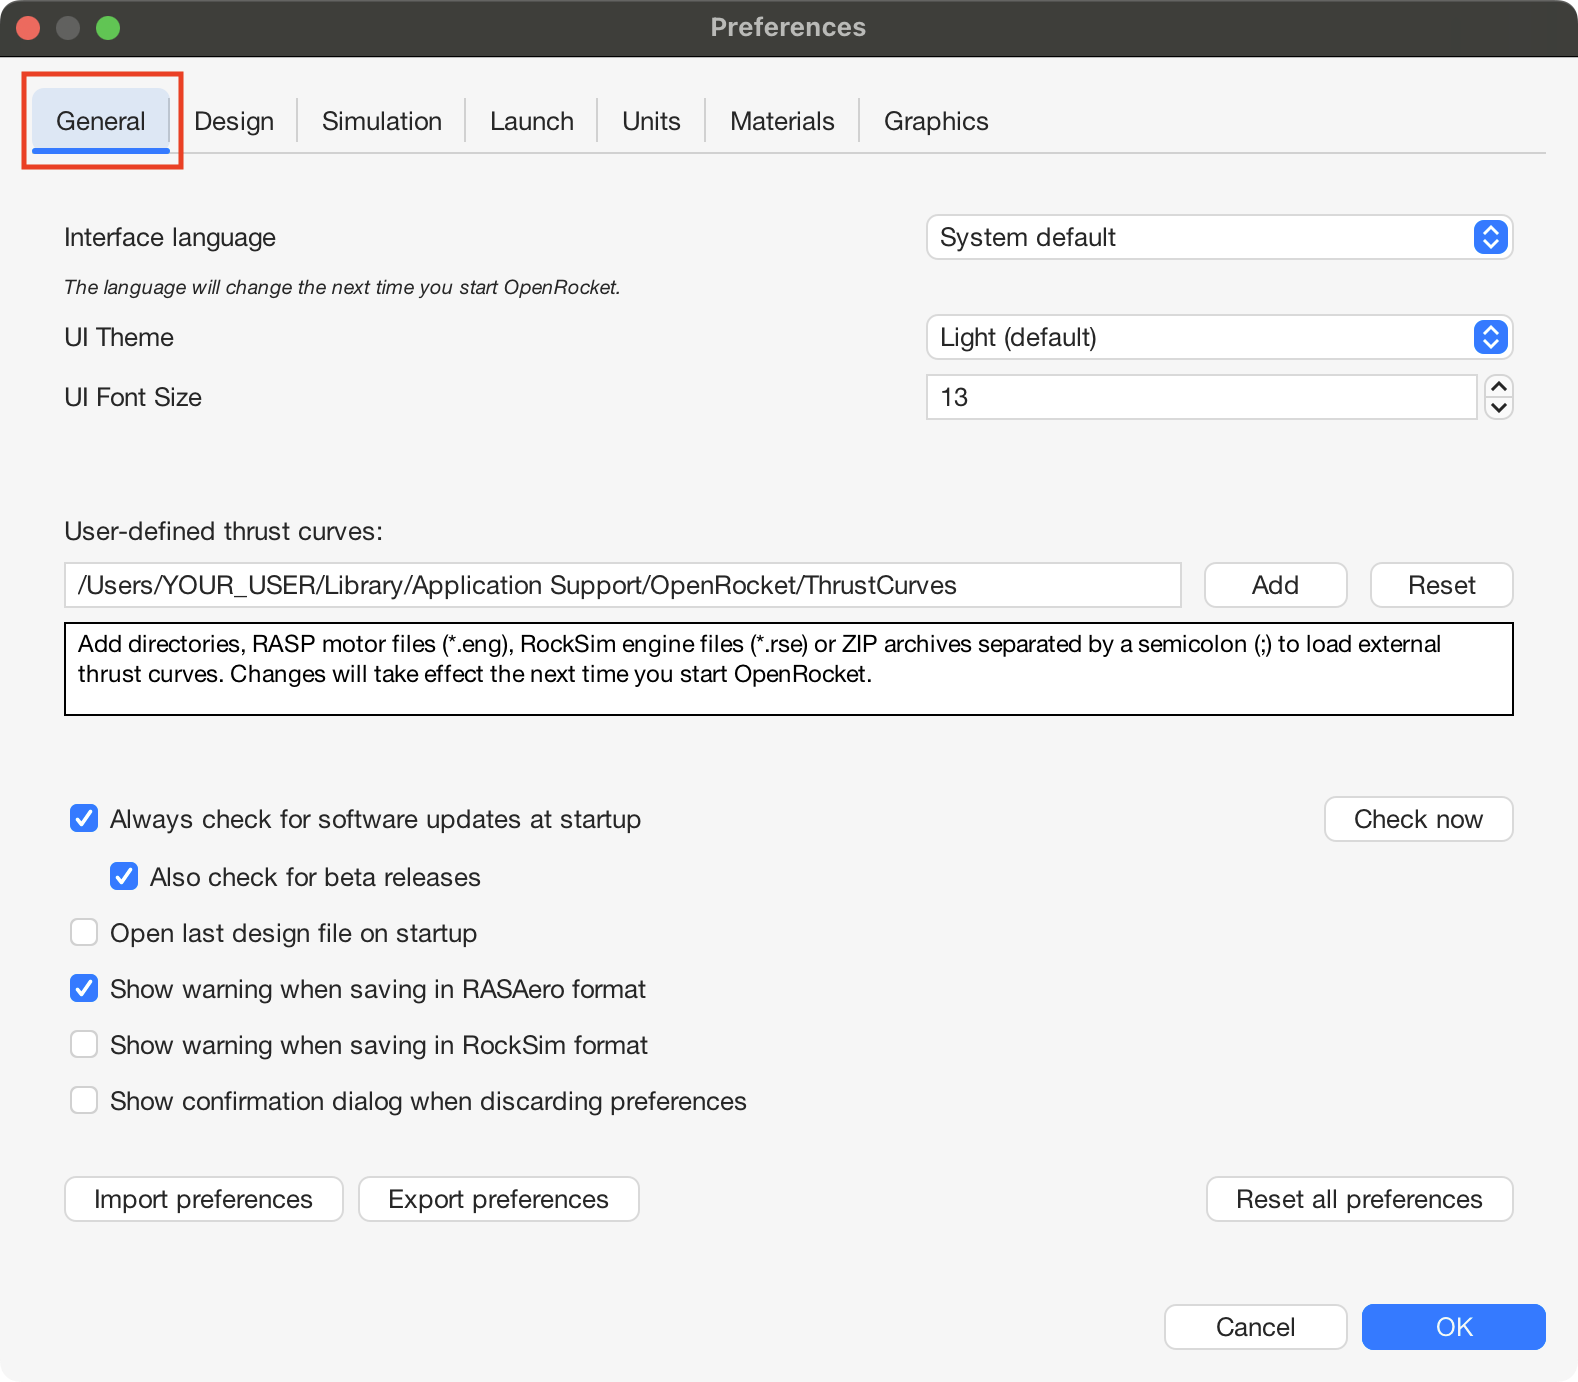 Preferences
General
Design
Simulation
Launch
Units
Materials
Graphics
Interface language
System default
The language will change the next time you start OpenRocket.
UI Theme
Light (default)
UI Font Size
13
User-defined thrust curves:
/Users/YOUR_USER/Library/Application Support/OpenRocket/ThrustCurves
Add
Reset
Add directories, RASP motor files (*.eng), RockSim engine files (*.rse) or ZIP archives separated by a semicolon (;) to load external
thrust curves. Changes will take effect the next time you start OpenRocket.
Always check for software updates at startup
Check now
Also check for beta releases
Open last design file on startup
Show warning when saving in RASAero format
Show warning when saving in RockSim format
Show confirmation dialog when discarding preferences
Import preferences
Export preferences
Reset all preferences
Cancel
OK